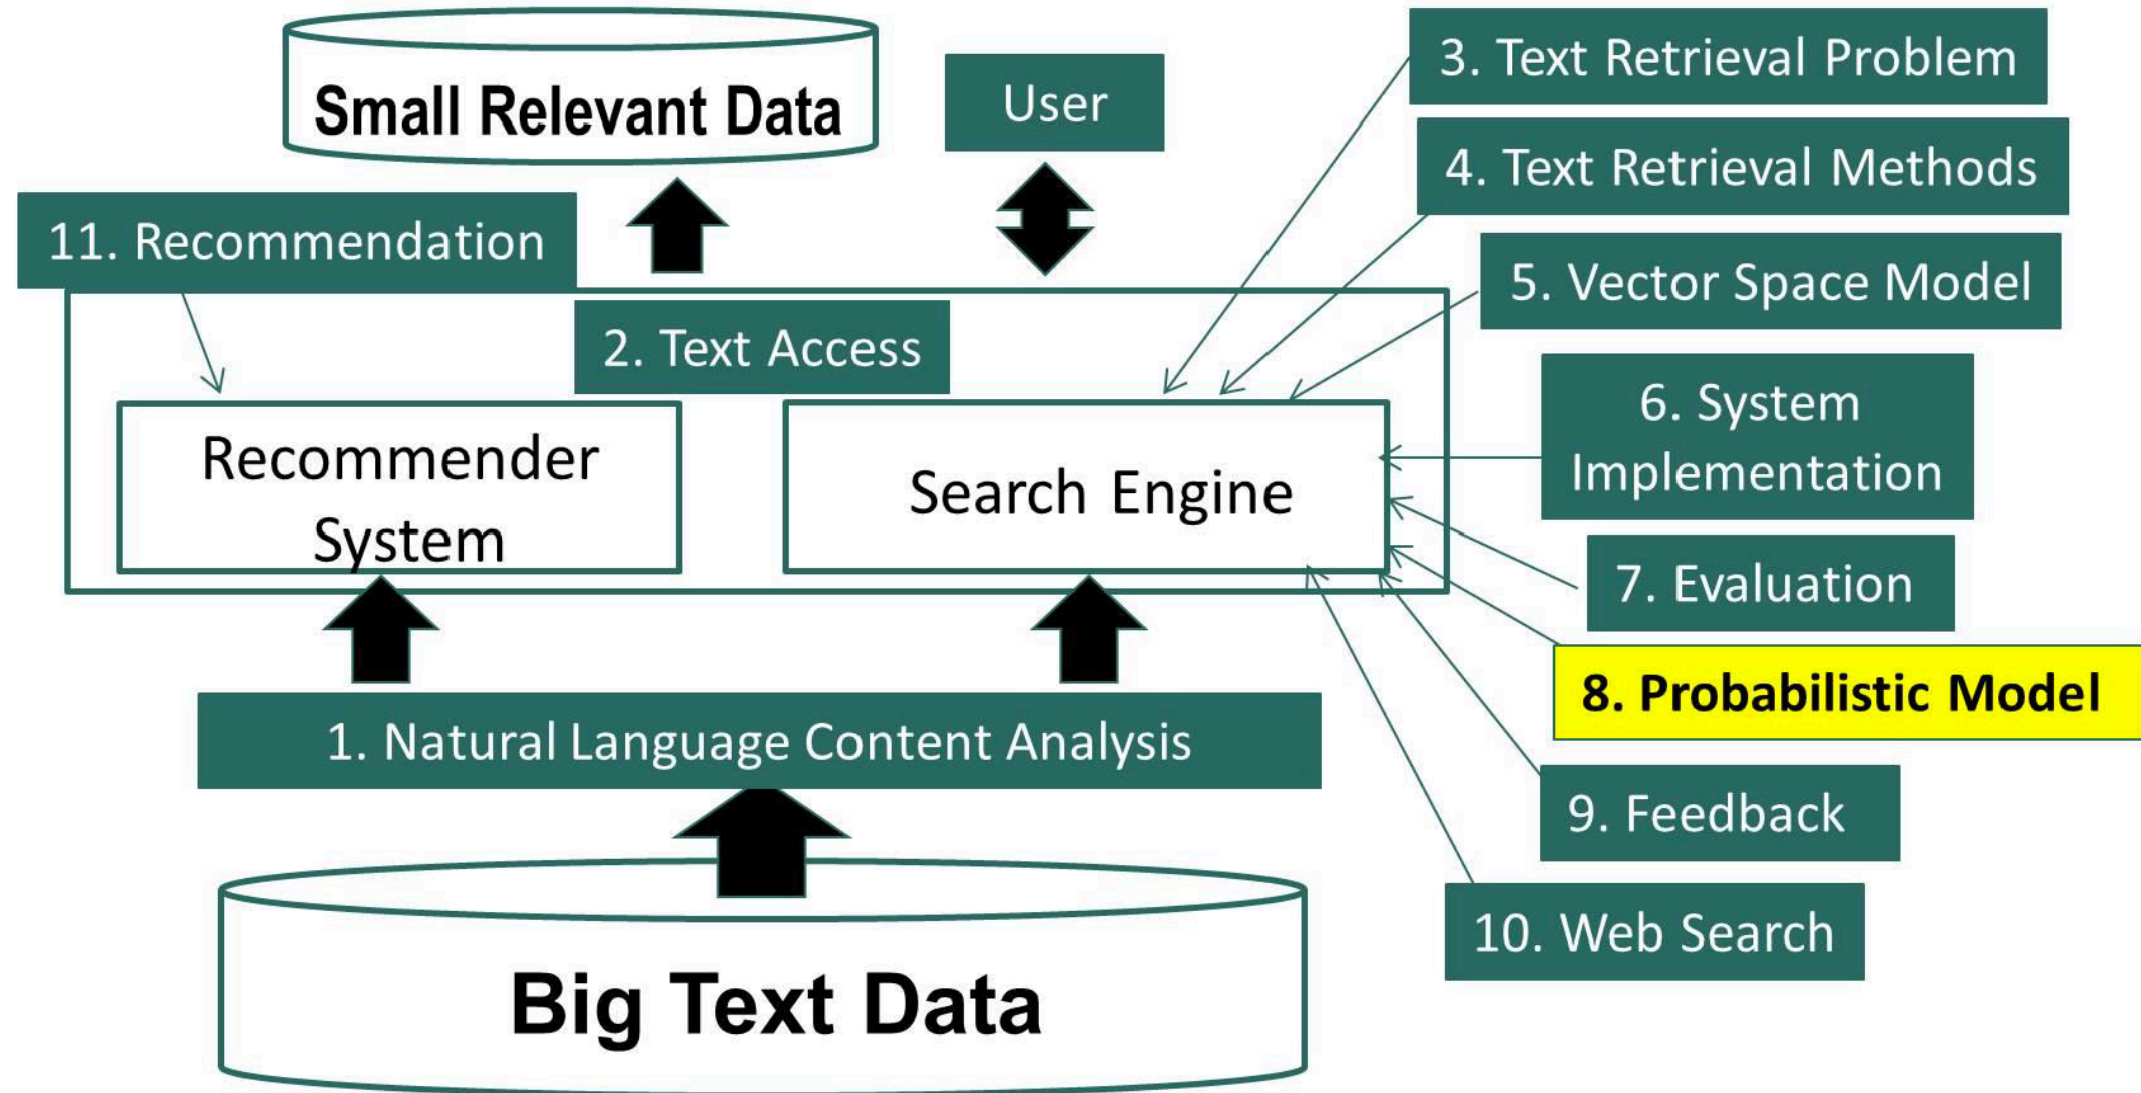 Small Relevant Data
User
3. Text Retrieval Problem
4. Text Retrieval Methods
11. Recommendation
5. Vector Space Model
2. Text Access
6. System
Implementation
Recommender
System
Search Engine
7. Evaluation
8. Probabilistic Model
1. Natural Language Content Analysis
9. Feedback
10. Web Search
Big Text Data